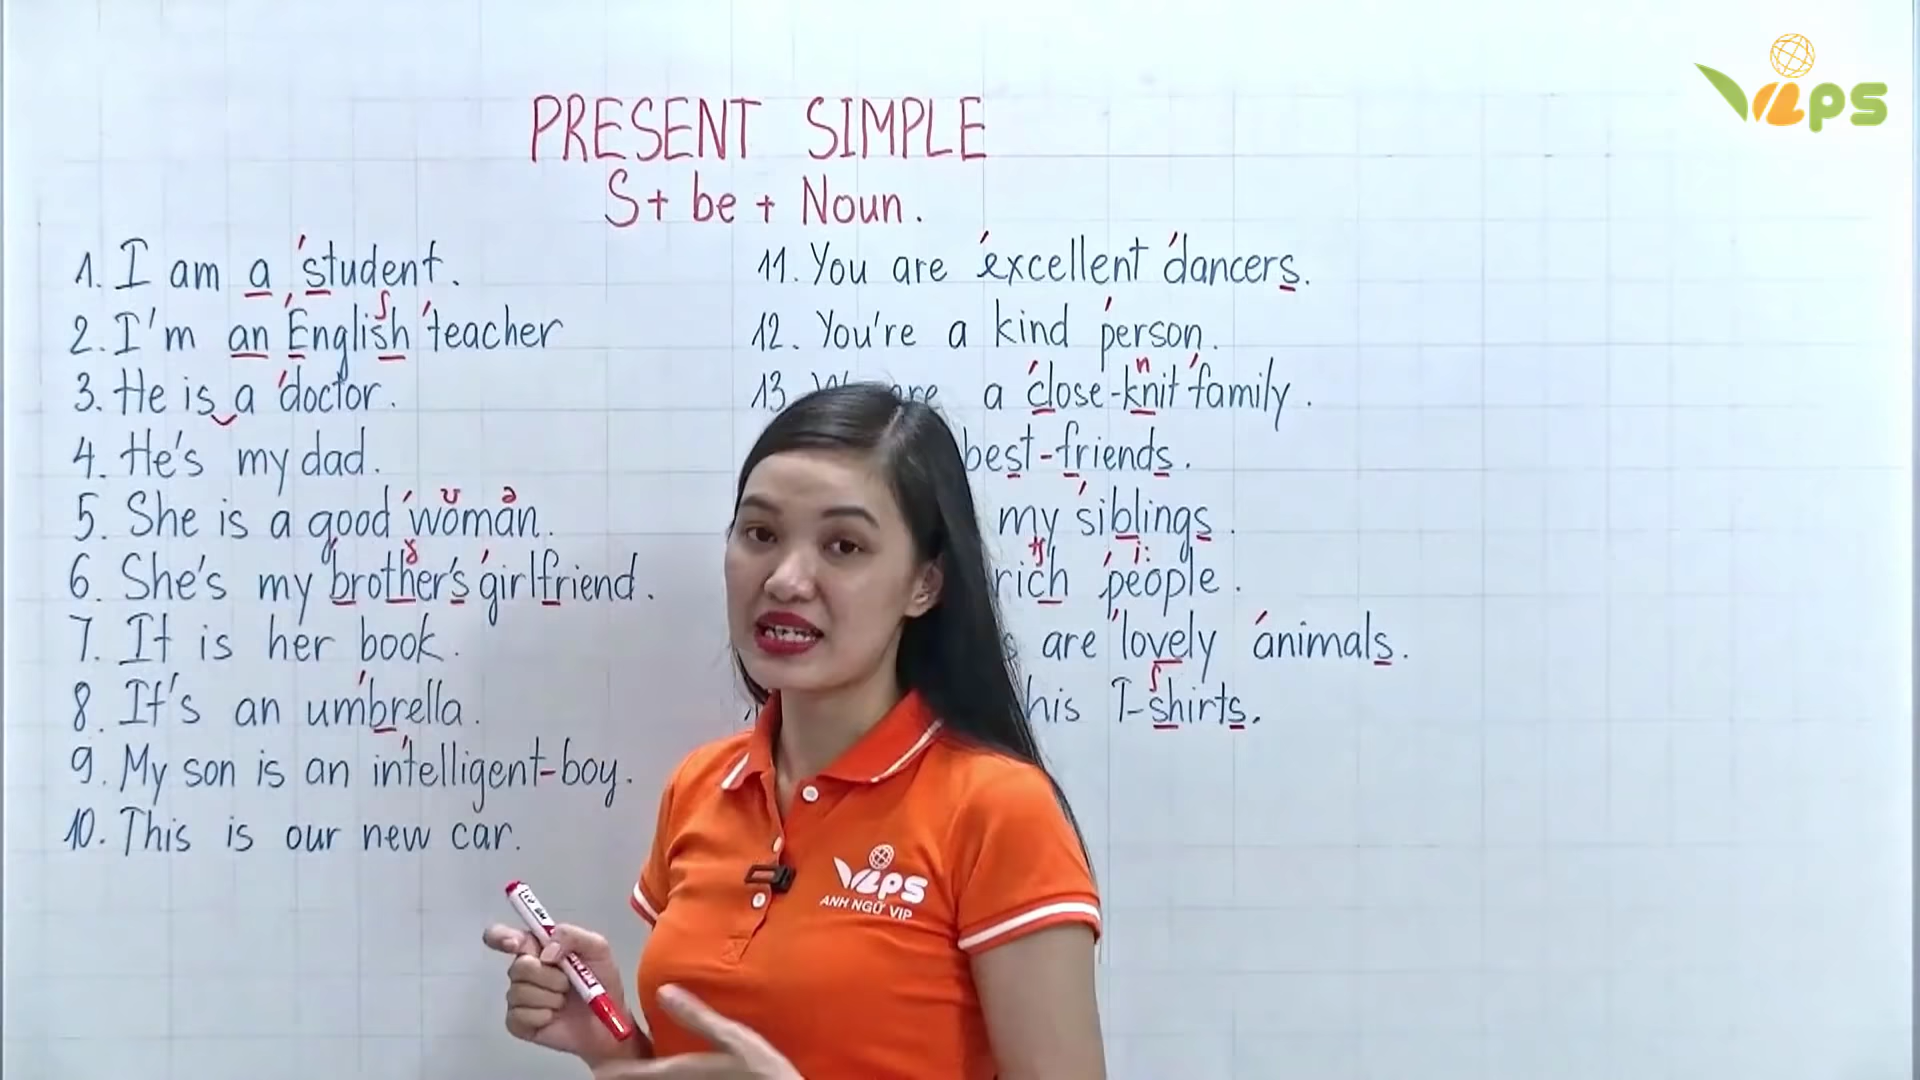 Vips
PRESENT SIMPLE
S + be + Noun.
1. I am a student.
2. I'm an English teacher
3. He is a doctor.
4. He's my dad.
5. She is a good woman.
6. She's my brother's girlfriend.
7. It is her book.
8. It's an umbrella.
9. My son is an intelligent-boy.
10. This is our new car.
11. You are excellent dancers.
12. You're a kind person.
13. are a close-knit family.
best-friends.
my siblings.
rich people.
are lovely animals.
his T-shirts.
Vips
ANH NGỮ VIP